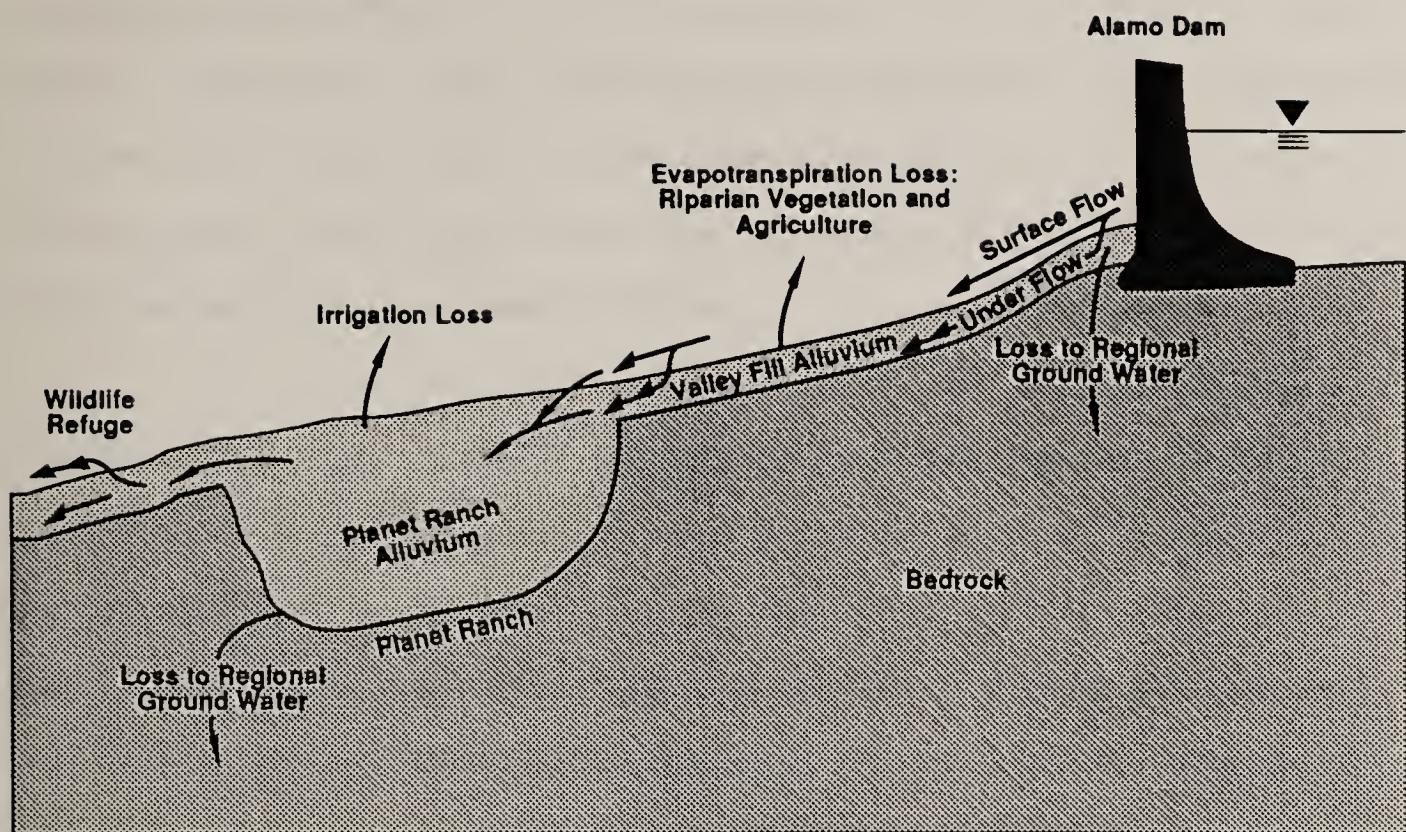 Alamo Dam
Evapotranspiration Loss:
Riparian Vegetation and
Agriculture
Surface Flow
Under Flow
Irrigation Loss
Valley Fill Alluvium
Loss to Regional
Ground Water
Wildlife
Refuge
Planet Ranch
Alluvium
Bedrock
Planet Ranch
Loss to Regional
Ground Water